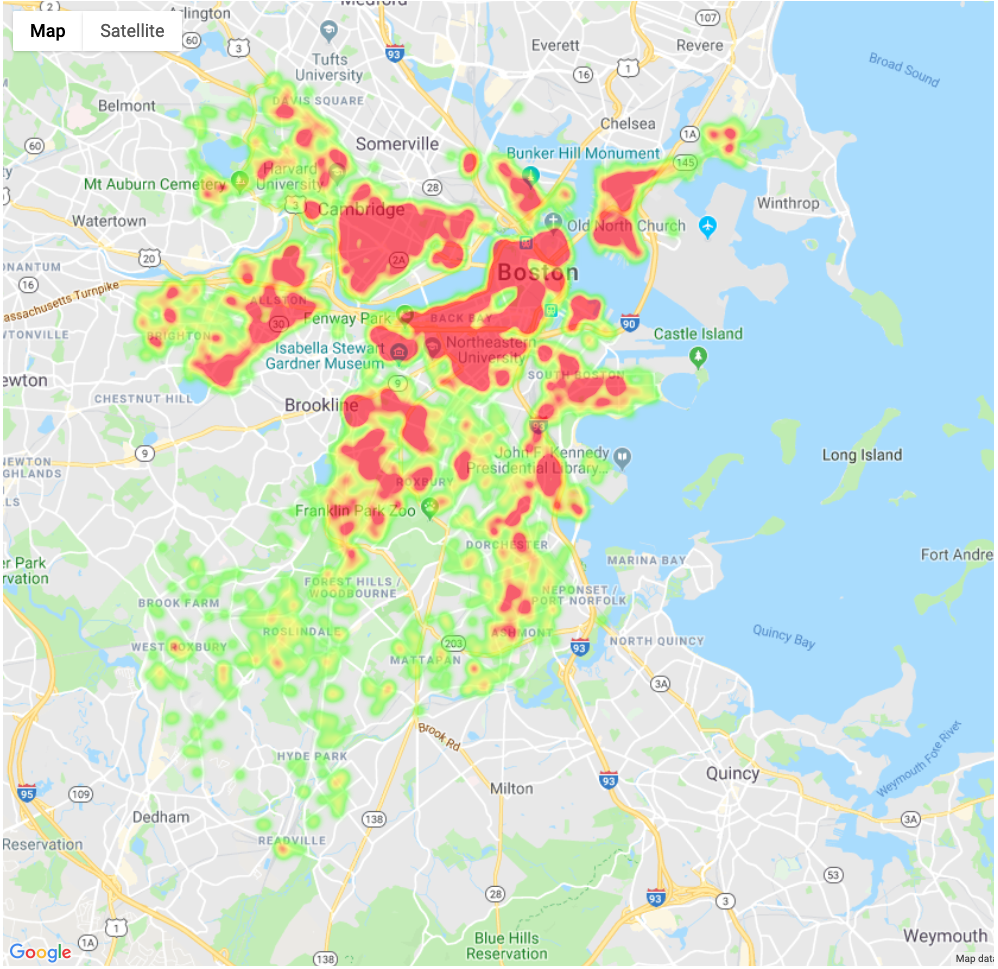 2
Arlington
Medford
107
Map
Satellite
60
3
93
Tufts
University
Everett
Revere
1
16
Broad Sound
Belmont
DAVIS SQUARE
Chelsea
1A
60
Somerville
145
Bunker Hill Monument
Harvard
University
Mt Auburn Cemetery
28
3
Winthrop
Watertown
Cambridge
Old North Church
20
ONANTUM
2A
Boston
16
assachusetts Turnpike
ALLSTON
30
Fenway Park
BACK BAY
90
Castle Island
WTONVILLE
BRIGHTON
Isabella Stewart
Gardner Museum
Northeastern
University
SOUTH BOSTON
ewton
9
CHESTNUT HILL
Brookline
93
9
NEWTON
GHLANDS
John F. Kennedy
Presidential Library...
Long Island
ROXBURY
Franklin Park Zoo
DORCHESTER
er Park
rvation
MARINA BAY
Fort Andre
FOREST HILLS /
WOODBOURNE
NEPONSET
PORT NORFOLK
BROOK FARM
ROSLINDALE
ASHMONT
WEST ROXBURY
203
93
NORTH QUINCY
Quincy Bay
MATTAPAN
3A
Brook Rd
HYDE PARK
Weymouth Fore River
Quincy
93
Milton
95
109
Dedham
138
3A
Reservation
READVILLE
53
28
93
3
1
Weymouth
1A
Blue Hills
Reservation
Google
138
Map data